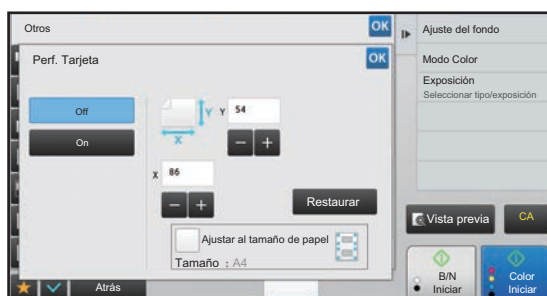 Otros
OK
Perf. Tarjeta
OK
Off
On
Y
X
Y
54
X
86
Restaurar
Ajustar al tamaño de papel
Tamaño : A4
Atrás
Ajuste del fondo
Modo Color
Exposición
Seleccionar tipo/exposición
Vista previa
CA
B/N
Iniciar
Color
Iniciar